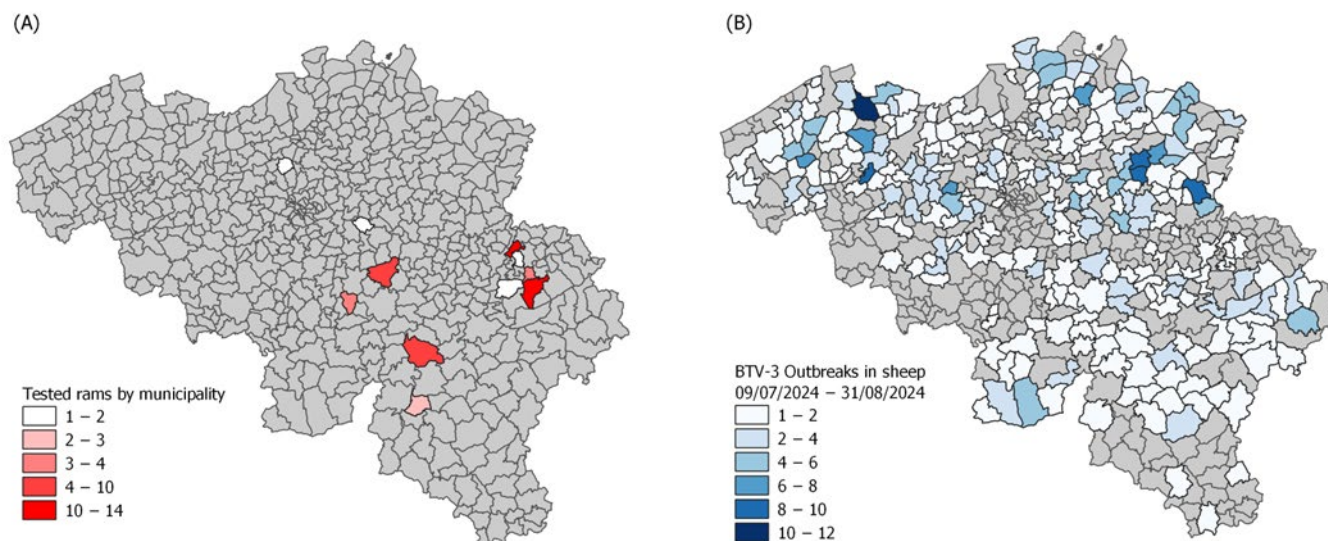 (A)
Tested rams by municipality
1 – 2
2 – 3
3 – 4
4 – 10
10 – 14
(B)
BTV-3 Outbreaks in sheep
09/07/2024 – 31/08/2024
1 – 2
2 – 4
4 – 6
6 – 8
8 – 10
10 – 12